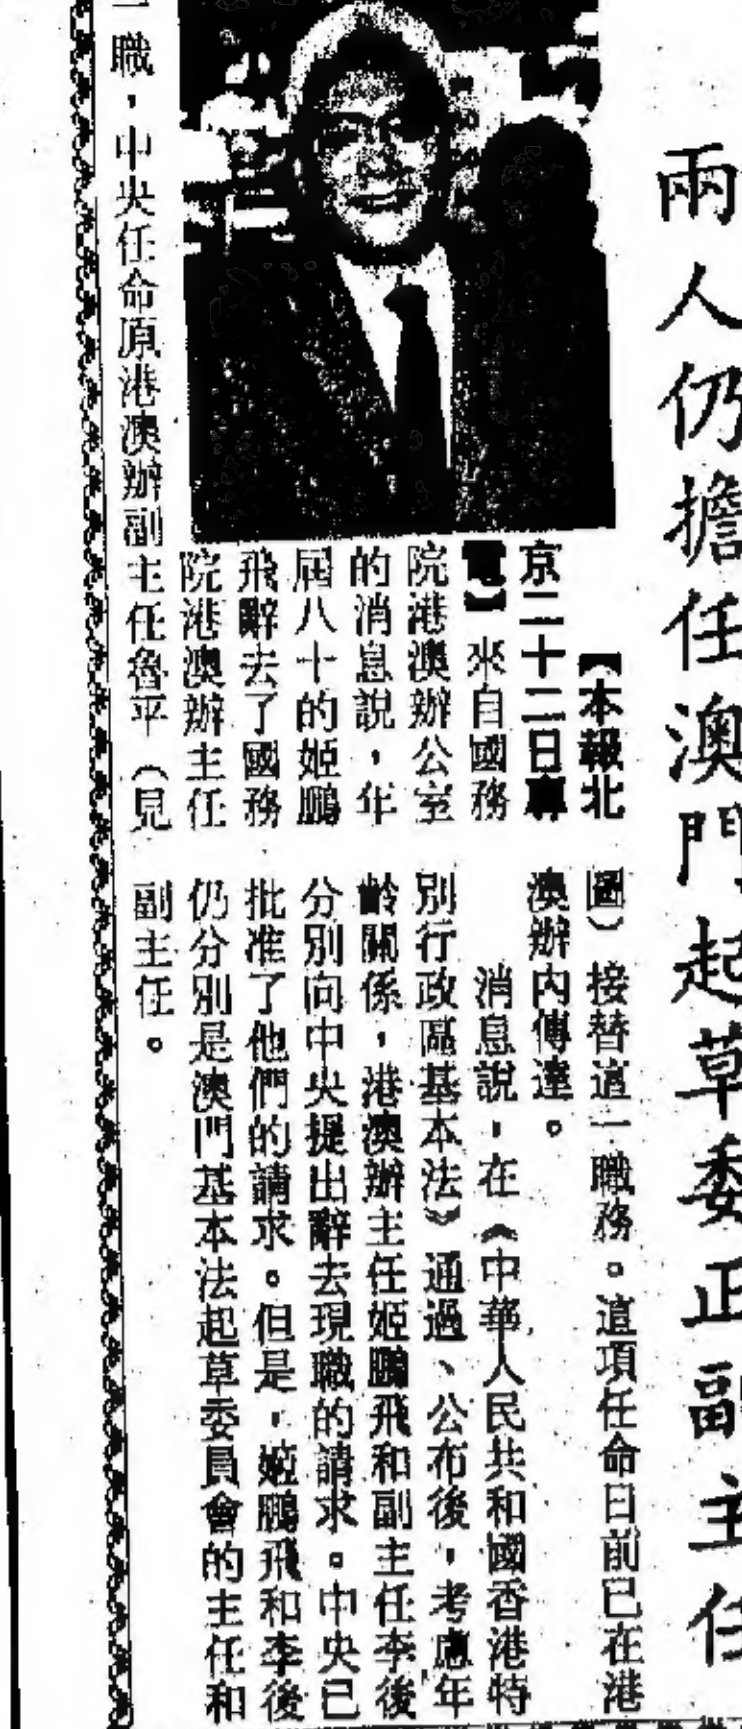 兩人仍擔任澳門起草委正副主任
【本報北
京二十二日專
電】來自國務
院港澳辦公室
的消息說，年
屆八十的姬鵬
飛辭去了國務
院港澳辦主任
一職，中央任命原港澳辦副主任魯平（見
圖）接替這一職務。這項任命日前已在港
澳辦內傳達。
消息說，在《中華人民共和國香港特
別行政區基本法》通過、公布後，考慮年
齡關係，港澳辦主任姬鵬飛和副主任李後
分別向中央提出辭去現職的請求。中央已
批准了他們的請求。但是，姬鵬飛和李後
仍分別是澳門基本法起草委員會的主任和
副主任。